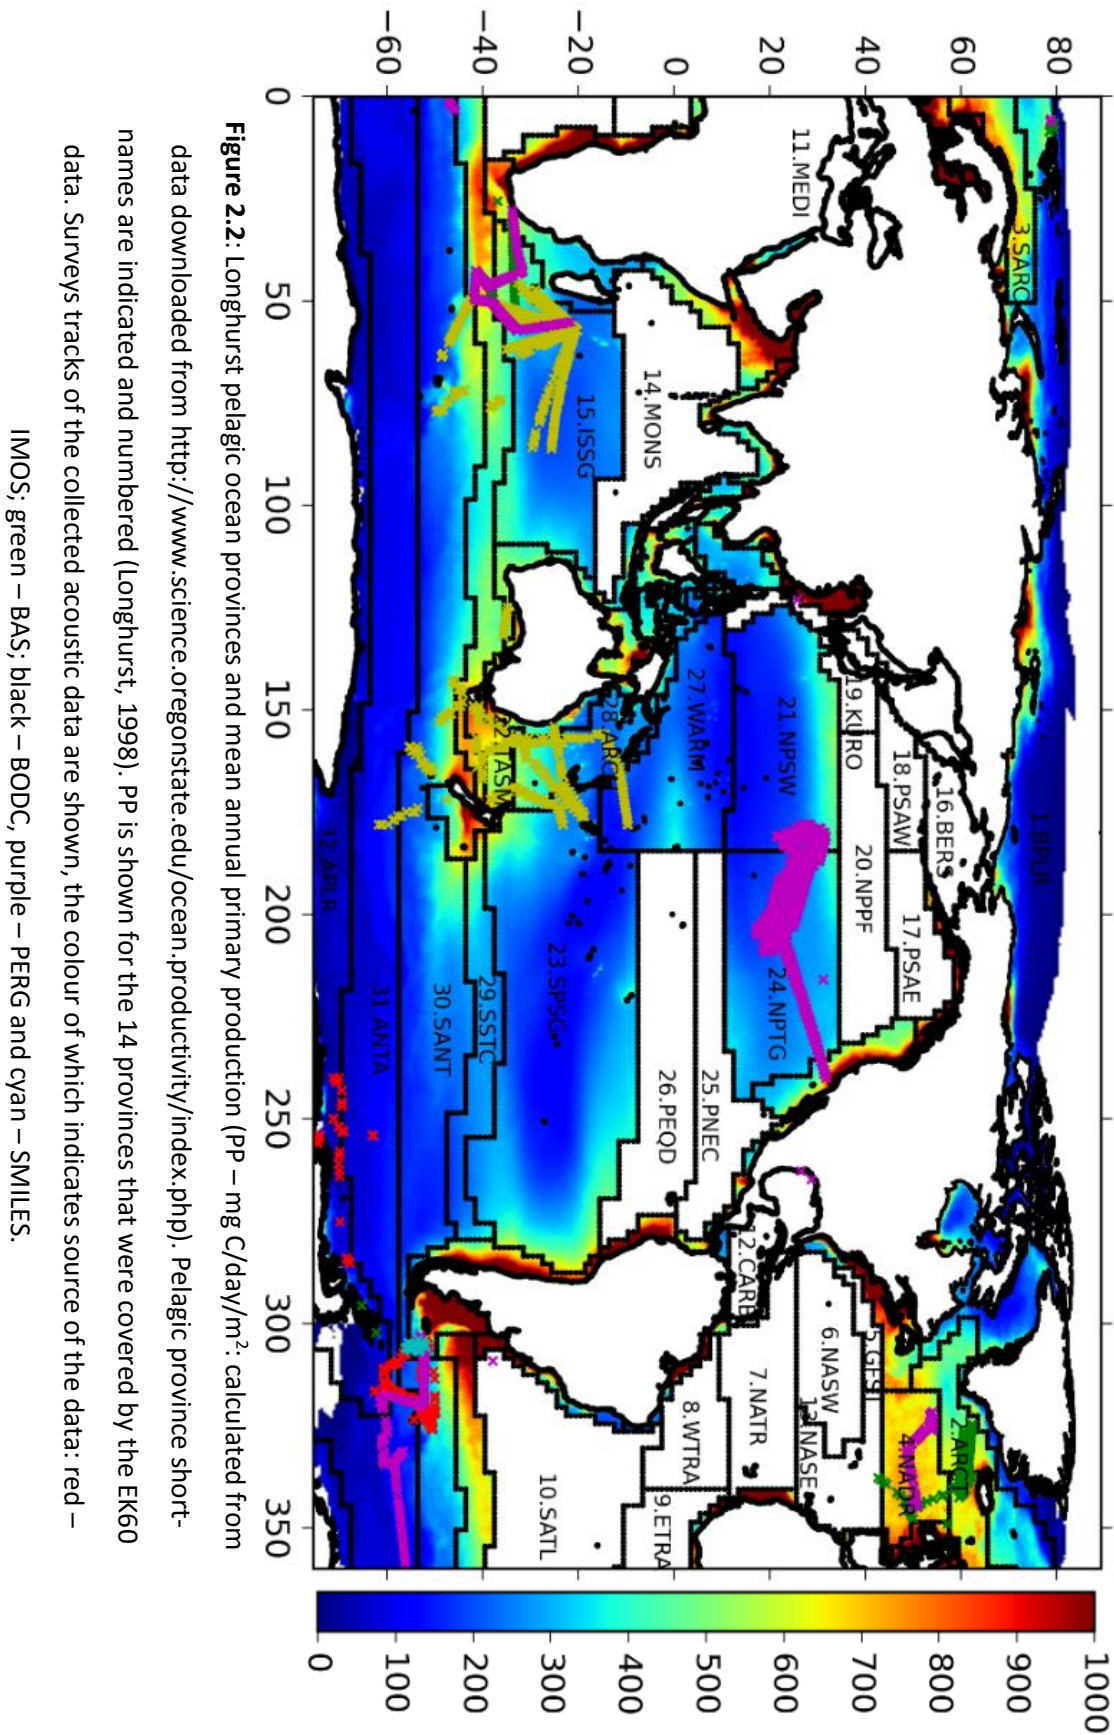 80
60
40
20
0
−20
−40
−60
0
50
100
150
200
250
300
350
0
100
200
300
400
500
600
700
800
900
1000
1.BPLR
2.ARCT
3.SARC
4.NADR
5.GFST
6.NASW
7.NATR
8.WTRA
9.ETRA
10.SATL
11.MEDI
12.CARB
13.NASE
14.MONS
15.ISSG
16.BERS
17.PSAE
18.PSAW
19.KURO
20.NPPF
21.NPSW
22.TASM
23.SPSG
24.NPTG
25.PNEC
26.PEQD
27.WARM
28.ARCH
29.SSTC
30.SANT
31.ANTA
32.APLR
Figure 2.2: Longhurst pelagic ocean provinces and mean annual primary production (PP – mg C/day/m²: calculated from
data downloaded from http://www.science.oregonstate.edu/ocean.productivity/index.php). Pelagic province short-
names are indicated and numbered (Longhurst, 1998). PP is shown for the 14 provinces that were covered by the EK60
data. Surveys tracks of the collected acoustic data are shown, the colour of which indicates source of the data: red –
IMOS; green – BAS; black – BODC, purple – PERG and cyan – SMILES.